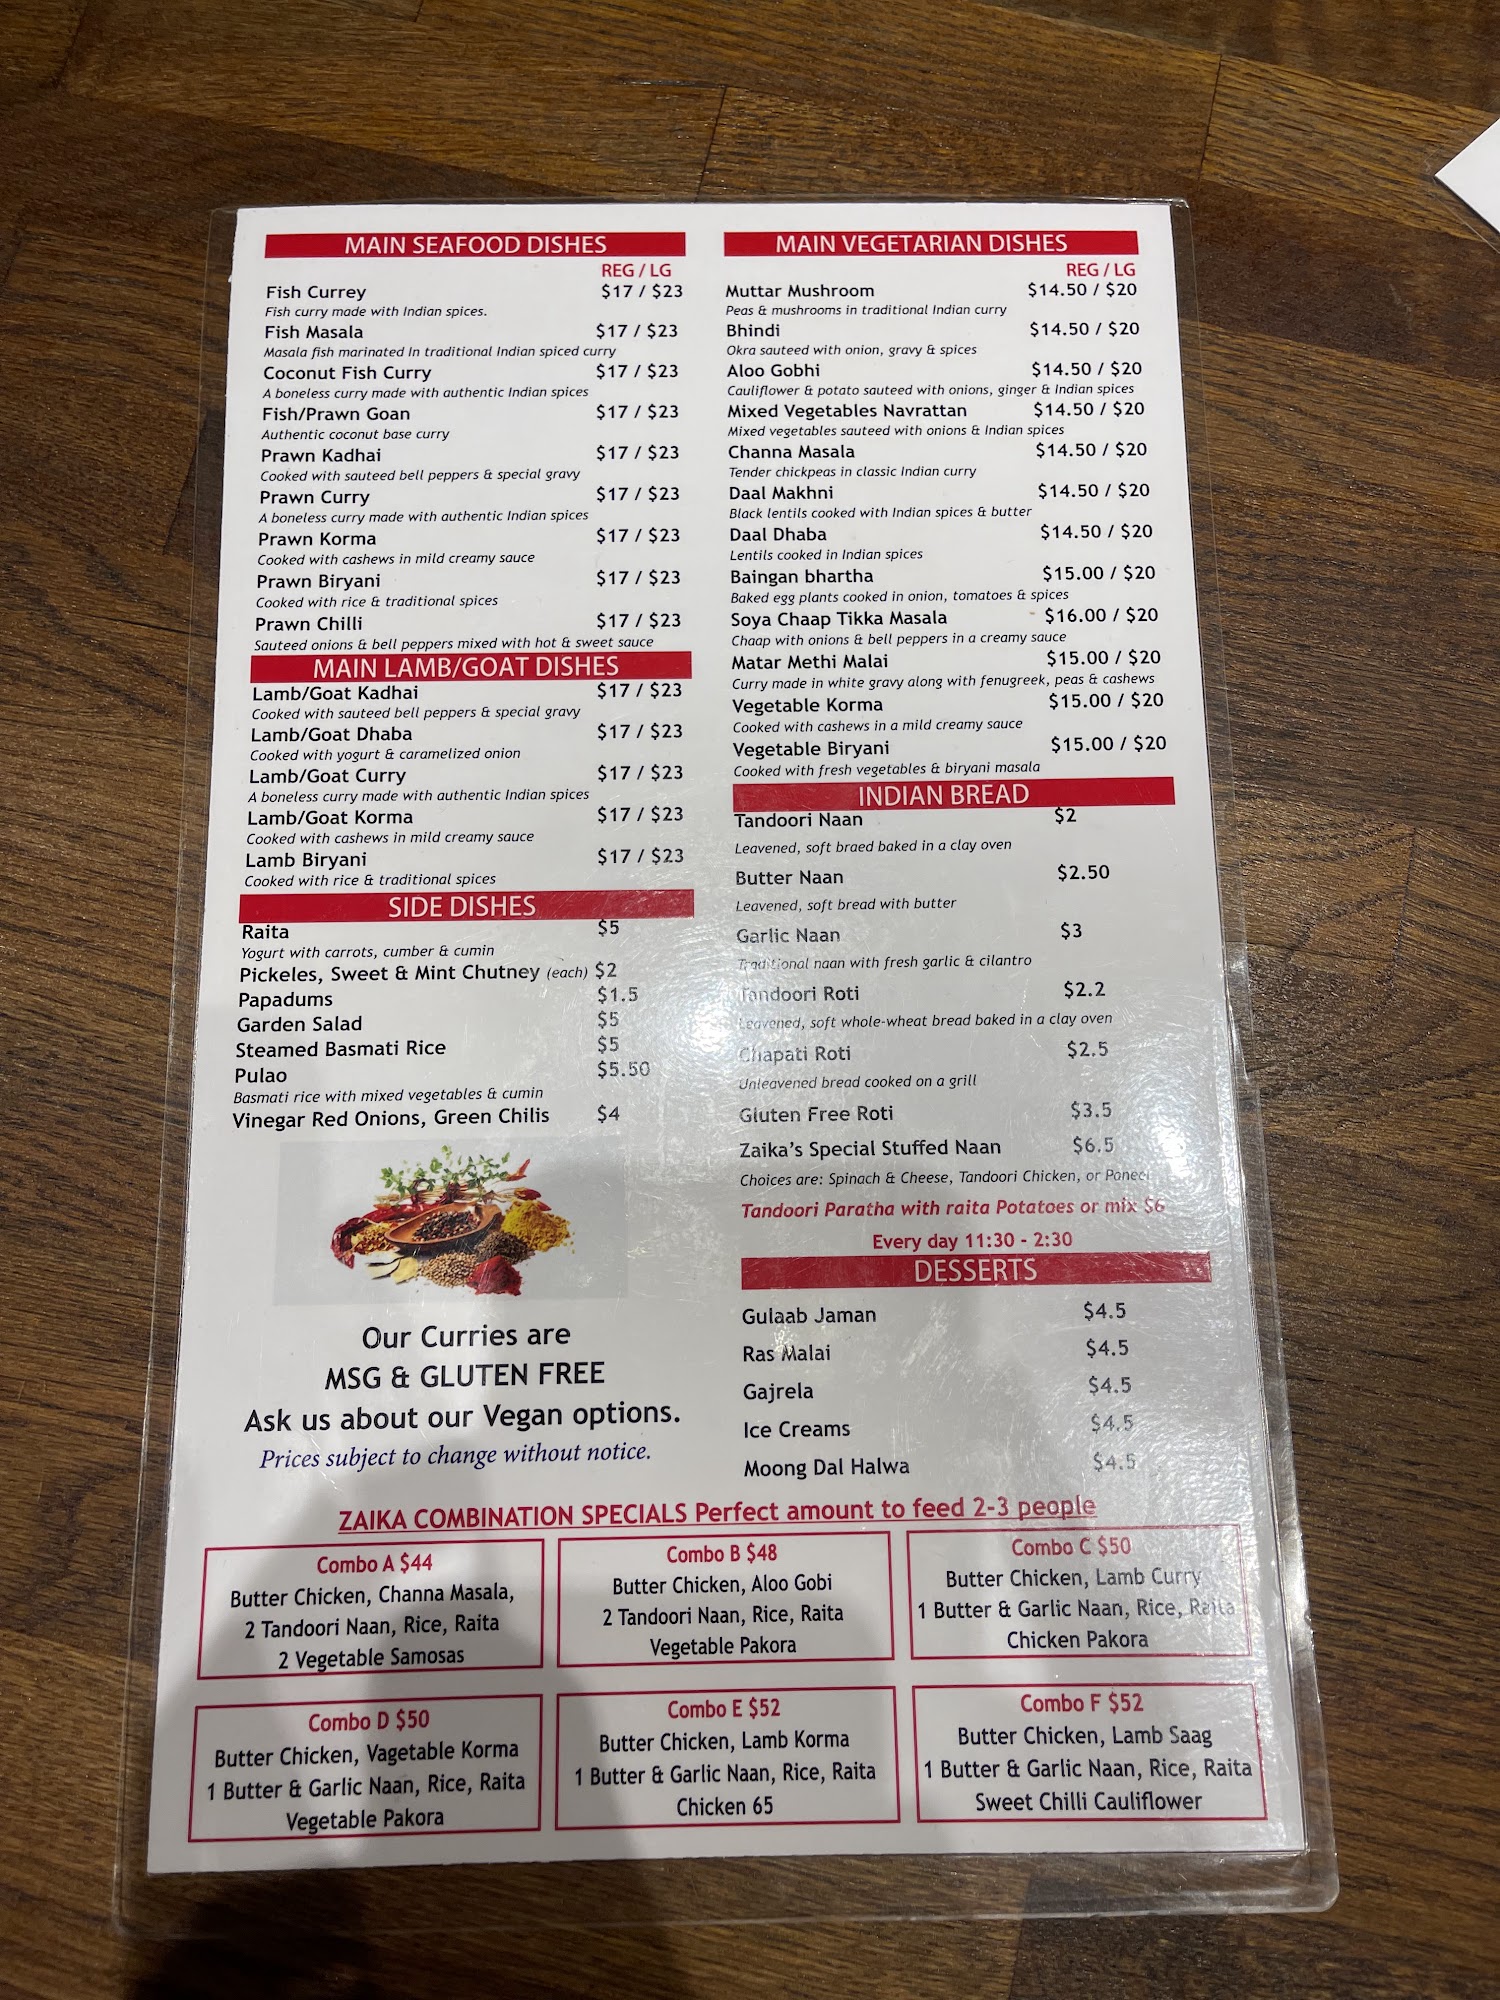 MAIN SEAFOOD DISHES
REG / LG
Fish Currey $17 / $23
Fish curry made with Indian spices.
Fish Masala $17 / $23
Masala fish marinated In traditional Indian spiced curry
Coconut Fish Curry $17 / $23
A boneless curry made with authentic Indian spices
Fish/Prawn Goan $17 / $23
Authentic coconut base curry
Prawn Kadhai $17 / $23
Cooked with sauteed bell peppers & special gravy
Prawn Curry $17 / $23
A boneless curry made with authentic Indian spices
Prawn Korma $17 / $23
Cooked with cashews in mild creamy sauce
Prawn Biryani $17 / $23
Cooked with rice & traditional spices
Prawn Chilli $17 / $23
Sauteed onions & bell peppers mixed with hot & sweet sauce
MAIN LAMB/GOAT DISHES
Lamb/Goat Kadhai $17 / $23
Cooked with sauteed bell peppers & special gravy
Lamb/Goat Dhaba $17 / $23
Cooked with yogurt & caramelized onion
Lamb/Goat Curry $17 / $23
A boneless curry made with authentic Indian spices
Lamb/Goat Korma $17 / $23
Cooked with cashews in mild creamy sauce
Lamb Biryani $17 / $23
Cooked with rice & traditional spices
SIDE DISHES
Raita $5
Yogurt with carrots, cumber & cumin
Pickeles, Sweet & Mint Chutney (each) $2
Papadums $1.5
Garden Salad $5
Steamed Basmati Rice $5
Pulao $5.50
Basmati rice with mixed vegetables & cumin
Vinegar Red Onions, Green Chilis $4
Our Curries are
MSG & GLUTEN FREE
Ask us about our Vegan options.
Prices subject to change without notice.
MAIN VEGETARIAN DISHES
REG / LG
Muttar Mushroom $14.50 / $20
Peas & mushrooms in traditional Indian curry
Bhindi $14.50 / $20
Okra sauteed with onion, gravy & spices
Aloo Gobhi $14.50 / $20
Cauliflower & potato sauteed with onions, ginger & Indian spices
Mixed Vegetables Navrattan $14.50 / $20
Mixed vegetables sauteed with onions & Indian spices
Channa Masala $14.50 / $20
Tender chickpeas in classic Indian curry
Daal Makhni $14.50 / $20
Black lentils cooked with Indian spices & butter
Daal Dhaba $14.50 / $20
Lentils cooked in Indian spices
Baingan bhartha $15.00 / $20
Baked egg plants cooked in onion, tomatoes & spices
Soya Chaap Tikka Masala $16.00 / $20
Chaap with onions & bell peppers in a creamy sauce
Matar Methi Malai $15.00 / $20
Curry made in white gravy along with fenugreek, peas & cashews
Vegetable Korma $15.00 / $20
Cooked with cashews in a mild creamy sauce
Vegetable Biryani $15.00 / $20
Cooked with fresh vegetables & biryani masala
INDIAN BREAD
Tandoori Naan $2
Leavened, soft braed baked in a clay oven
Butter Naan $2.50
Leavened, soft bread with butter
Garlic Naan $3
Traditional naan with fresh garlic & cilantro
Tandoori Roti $2.2
Leavened, soft whole-wheat bread baked in a clay oven
Chapati Roti $2.5
Unleavened bread cooked on a grill
Gluten Free Roti $3.5
Zaika's Special Stuffed Naan $6.5
Choices are: Spinach & Cheese, Tandoori Chicken, or Paneer
Tandoori Paratha with raita Potatoes or mix $6
Every day 11:30 - 2:30
DESSERTS
Gulaab Jaman $4.5
Ras Malai $4.5
Gajrela $4.5
Ice Creams $4.5
Moong Dal Halwa $4.5
ZAIKA COMBINATION SPECIALS Perfect amount to feed 2-3 people
Combo A $44
Butter Chicken, Channa Masala,
2 Tandoori Naan, Rice, Raita
2 Vegetable Samosas
Combo B $48
Butter Chicken, Aloo Gobi
2 Tandoori Naan, Rice, Raita
Vegetable Pakora
Combo C $50
Butter Chicken, Lamb Curry
1 Butter & Garlic Naan, Rice, Raita
Chicken Pakora
Combo D $50
Butter Chicken, Vagetable Korma
1 Butter & Garlic Naan, Rice, Raita
Vegetable Pakora
Combo E $52
Butter Chicken, Lamb Korma
1 Butter & Garlic Naan, Rice, Raita
Chicken 65
Combo F $52
Butter Chicken, Lamb Saag
1 Butter & Garlic Naan, Rice, Raita
Sweet Chilli Cauliflower